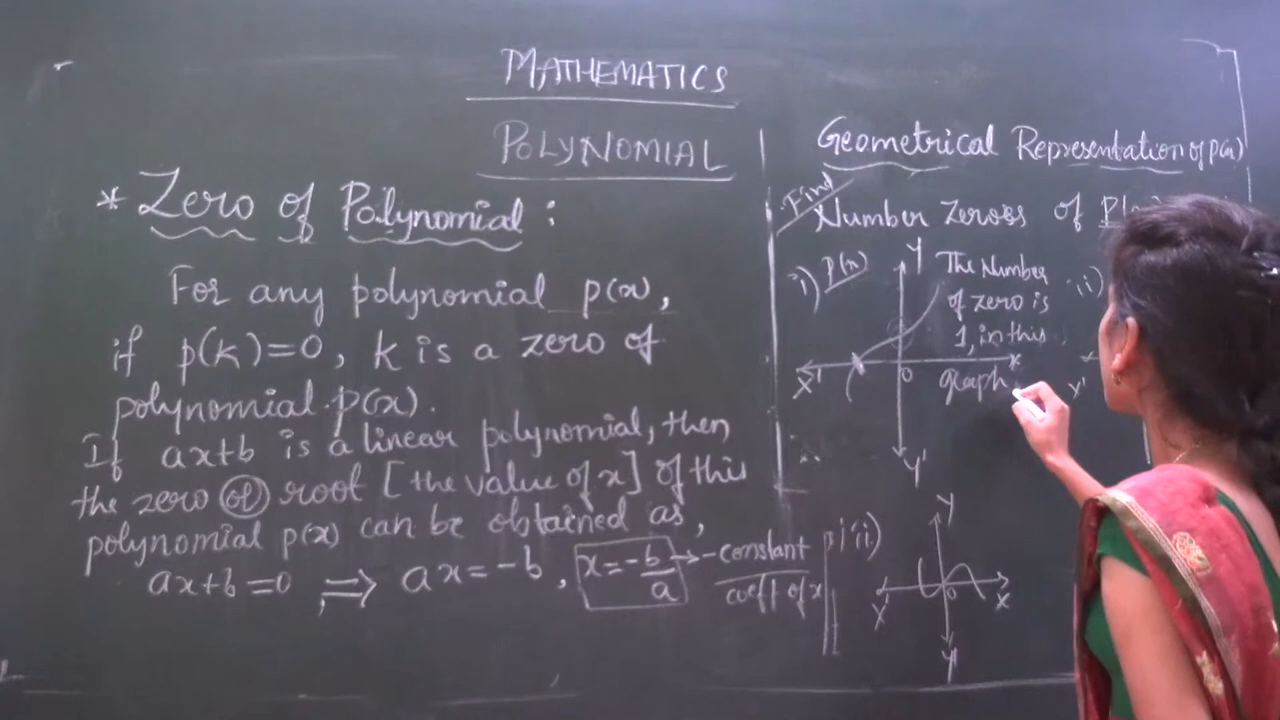 MATHEMATICS
POLYNOMIAL
* Zero of Polynomial :
For any polynomial p(x),
if p(k)=0, k is a zero of
polynomial p(x).
If ax+b is a linear polynomial, then
the zero (or) root [the value of x] of this
polynomial p(x) can be obtained as,
ax+b=0 ⇒ ax=-b, x=-b/a → -constant/coeff of x
Geometrical Representation of p(x)
Find
Number Zeroes of
i) P(x)
Y
The Number
of zero is
1, in this
graph.
X'
O
X
Y'
ii)
Y'
iii)
Y
X'
O
X
Y'